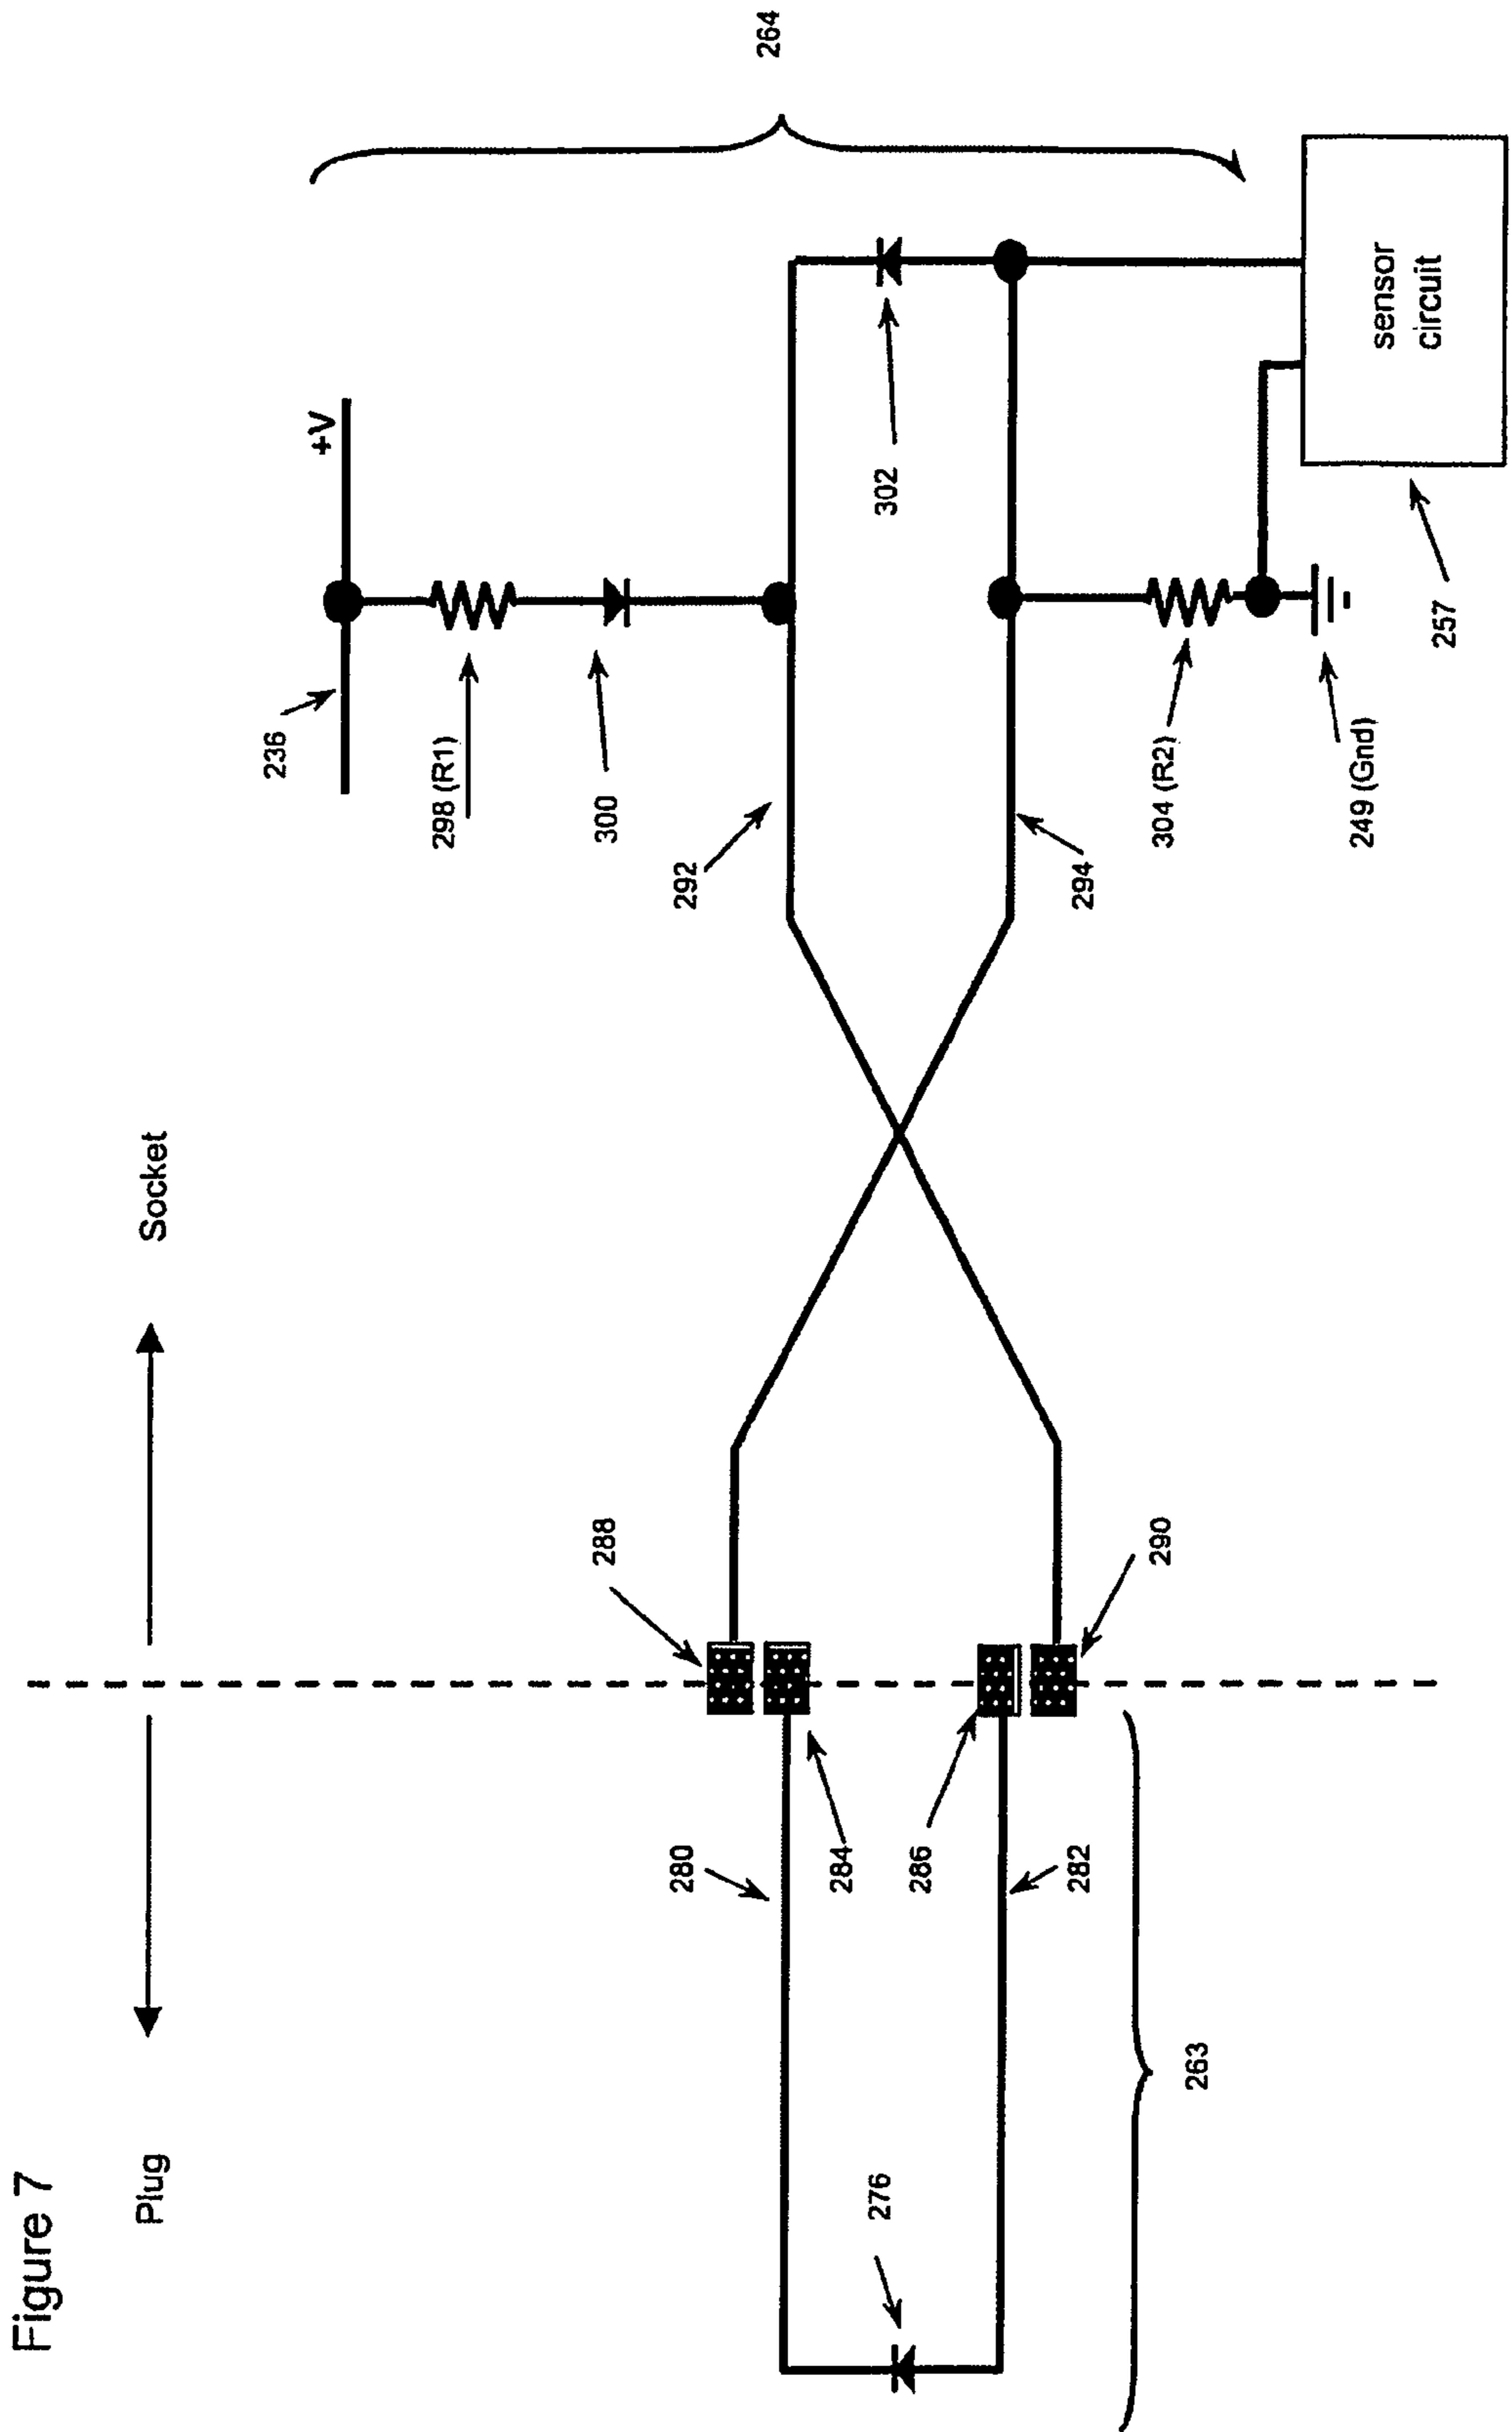 Figure 7
Plug
Socket
236
+V
298 (R1)
300
292
302
264
288
280
284
286
282
290
276
263
294
304 (R2)
249 (Gnd)
257
sensor
circuit